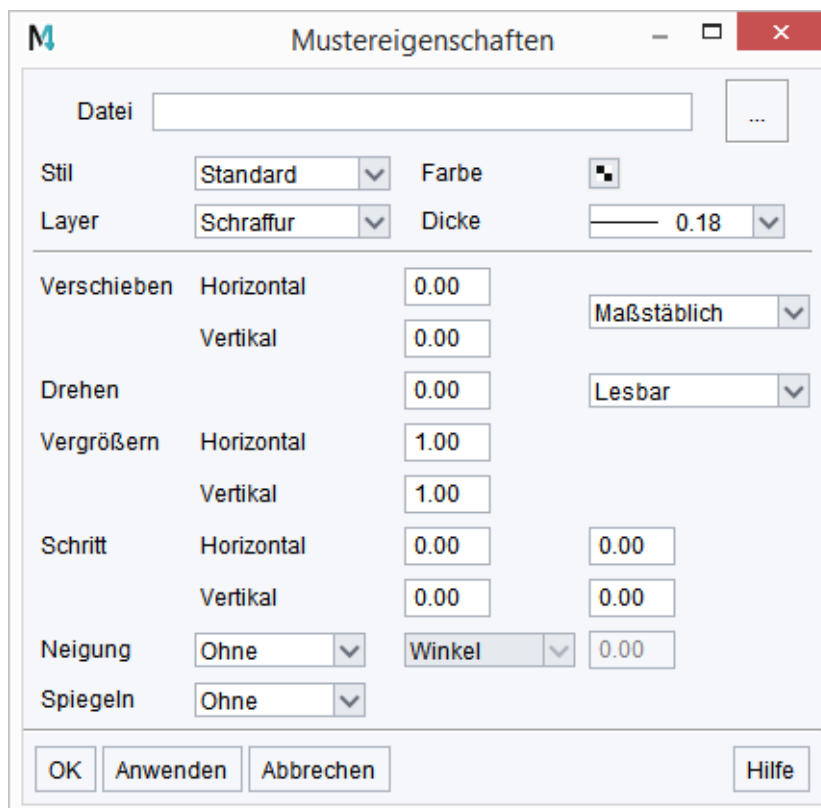 Mustereigenschaften
Datei ...
Stil Standard Farbe
Layer Schraffur Dicke 0.18
Verschieben Horizontal 0.00
Maßstäblich
Vertikal 0.00
Drehen 0.00 Lesbar
Vergrößern Horizontal 1.00
Vertikal 1.00
Schritt Horizontal 0.00 0.00
Vertikal 0.00 0.00
Neigung Ohne Winkel 0.00
Spiegeln Ohne
OK Anwenden Abbrechen Hilfe